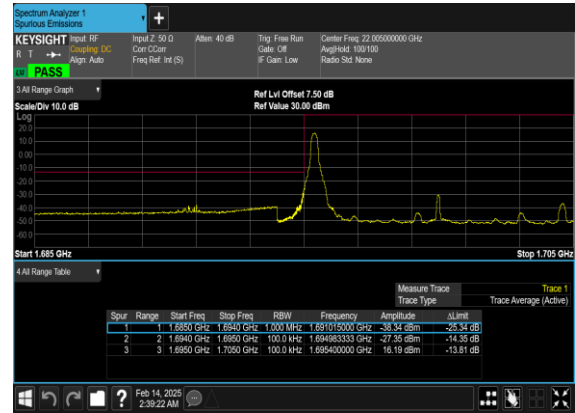 Spectrum Analyzer 1
Spurious Emissions
+
KEYSIGHT Input: RF Input Z: 50 Ω Atten: 40 dB Trig: Free Run Center Freq: 22.005000000 GHz
R T Coupling: DC Corr CCorr Gate: Off Avg|Hold: 100/100
Align: Auto Freq Ref: Int (S) IF Gain: Low Radio Std: None
PASS
3 All Range Graph
Ref Lvl Offset 7.50 dB
Scale/Div 10.0 dB Ref Value 30.00 dBm
Log
20.0
10.0
0.00
-10.0
-20.0
-30.0
-40.0
-50.0
-60.0
Start 1.685 GHz Stop 1.705 GHz
4 All Range Table
Measure Trace Trace 1
Trace Type Trace Average (Active)
Spur Range Start Freq Stop Freq RBW Frequency Amplitude ΔLimit
1 1 1.6850 GHz 1.6940 GHz 1.000 MHz 1.691015000 GHz -38.34 dBm -25.34 dB
2 2 1.6940 GHz 1.6950 GHz 100.0 kHz 1.694983333 GHz -27.35 dBm -14.35 dB
3 3 1.6950 GHz 1.7050 GHz 100.0 kHz 1.695400000 GHz 16.19 dBm -13.81 dB
? Feb 14, 2025
2:39:22 AM